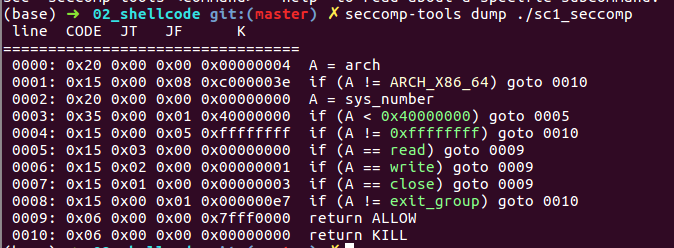 (base) ➜ 02_shellcode git:(master) ✗ seccomp-tools dump ./sc1_seccomp
line CODE JT JF K
=================================
0000: 0x20 0x00 0x00 0x00000004 A = arch
0001: 0x15 0x00 0x08 0xc000003e if (A != ARCH_X86_64) goto 0010
0002: 0x20 0x00 0x00 0x00000000 A = sys_number
0003: 0x35 0x00 0x01 0x40000000 if (A < 0x40000000) goto 0005
0004: 0x15 0x00 0x05 0xffffffff if (A != 0xffffffff) goto 0010
0005: 0x15 0x03 0x00 0x00000000 if (A == read) goto 0009
0006: 0x15 0x02 0x00 0x00000001 if (A == write) goto 0009
0007: 0x15 0x01 0x00 0x00000003 if (A == close) goto 0009
0008: 0x15 0x00 0x01 0x000000e7 if (A != exit_group) goto 0010
0009: 0x06 0x00 0x00 0x7fff0000 return ALLOW
0010: 0x06 0x00 0x00 0x00000000 return KILL